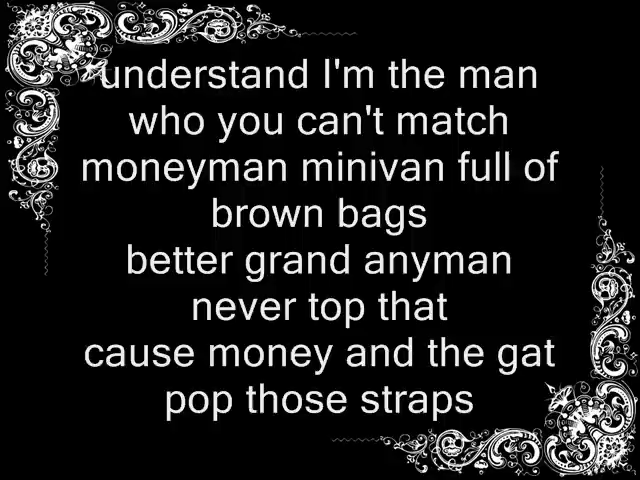 understand I'm the man
who you can't match
moneyman minivan full of
brown bags
better grand anyman
never top that
cause money and the gat
pop those straps